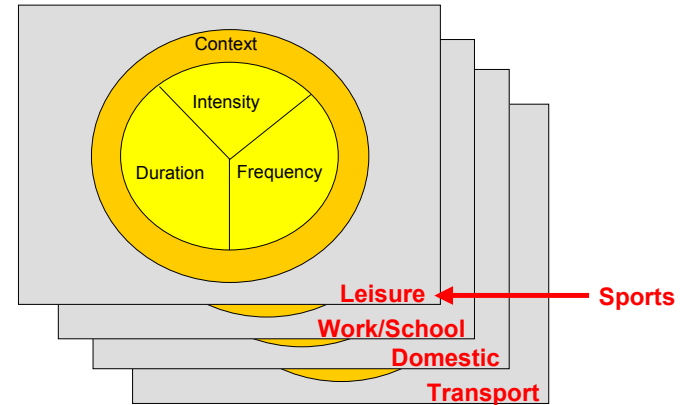 Context
Intensity
Duration
Frequency
Leisure
Sports
Work/School
Domestic
Transport